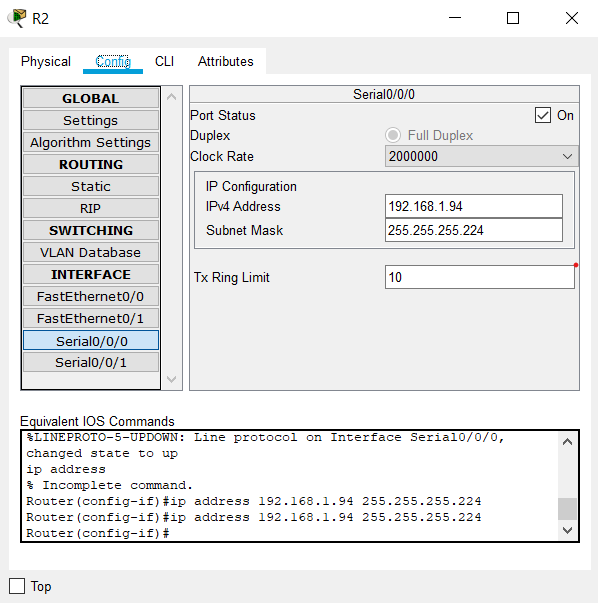 R2
Physical Config CLI Attributes
GLOBAL
Settings
Algorithm Settings
ROUTING
Static
RIP
SWITCHING
VLAN Database
INTERFACE
FastEthernet0/0
FastEthernet0/1
Serial0/0/0
Serial0/0/1
Serial0/0/0
Port Status On
Duplex Full Duplex
Clock Rate 2000000
IP Configuration
IPv4 Address 192.168.1.94
Subnet Mask 255.255.255.224
Tx Ring Limit 10
Equivalent IOS Commands
%LINEPROTO-5-UPDOWN: Line protocol on Interface Serial0/0/0,
changed state to up
ip address
% Incomplete command.
Router(config-if)#ip address 192.168.1.94 255.255.255.224
Router(config-if)#ip address 192.168.1.94 255.255.255.224
Router(config-if)#
Top